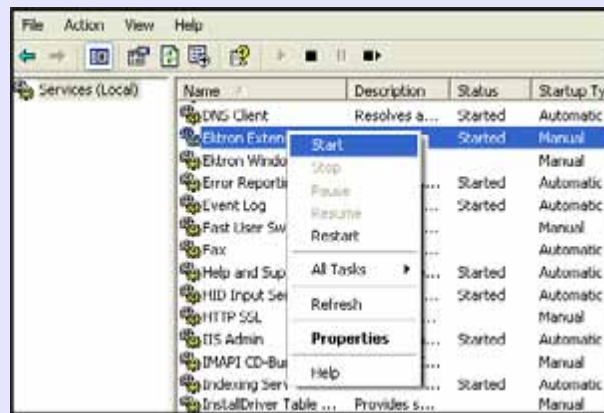 File Action View Help
Services (Local)
Name Description Status Startup Ty
DNS Client Resolves a... Started Automatic
Ektron Exten Started Manual
Ektron Windo Manual
Error Reporti ... Started Automatic
Event Log ... Started Automatic
Fast User Sw ... Manual
Fax ... Automatic
Help and Sup ... Started Automatic
HID Input Ser ... Started Automatic
HTTP SSL ... Manual
IIS Admin ... Started Automatic
IMAPI CD-Bur ... Manual
Indexing Serv ... Started Automatic
InstallDriver Table ... Provides s... Manual
Start
Stop
Pause
Resume
Restart
All Tasks
Refresh
Properties
Help